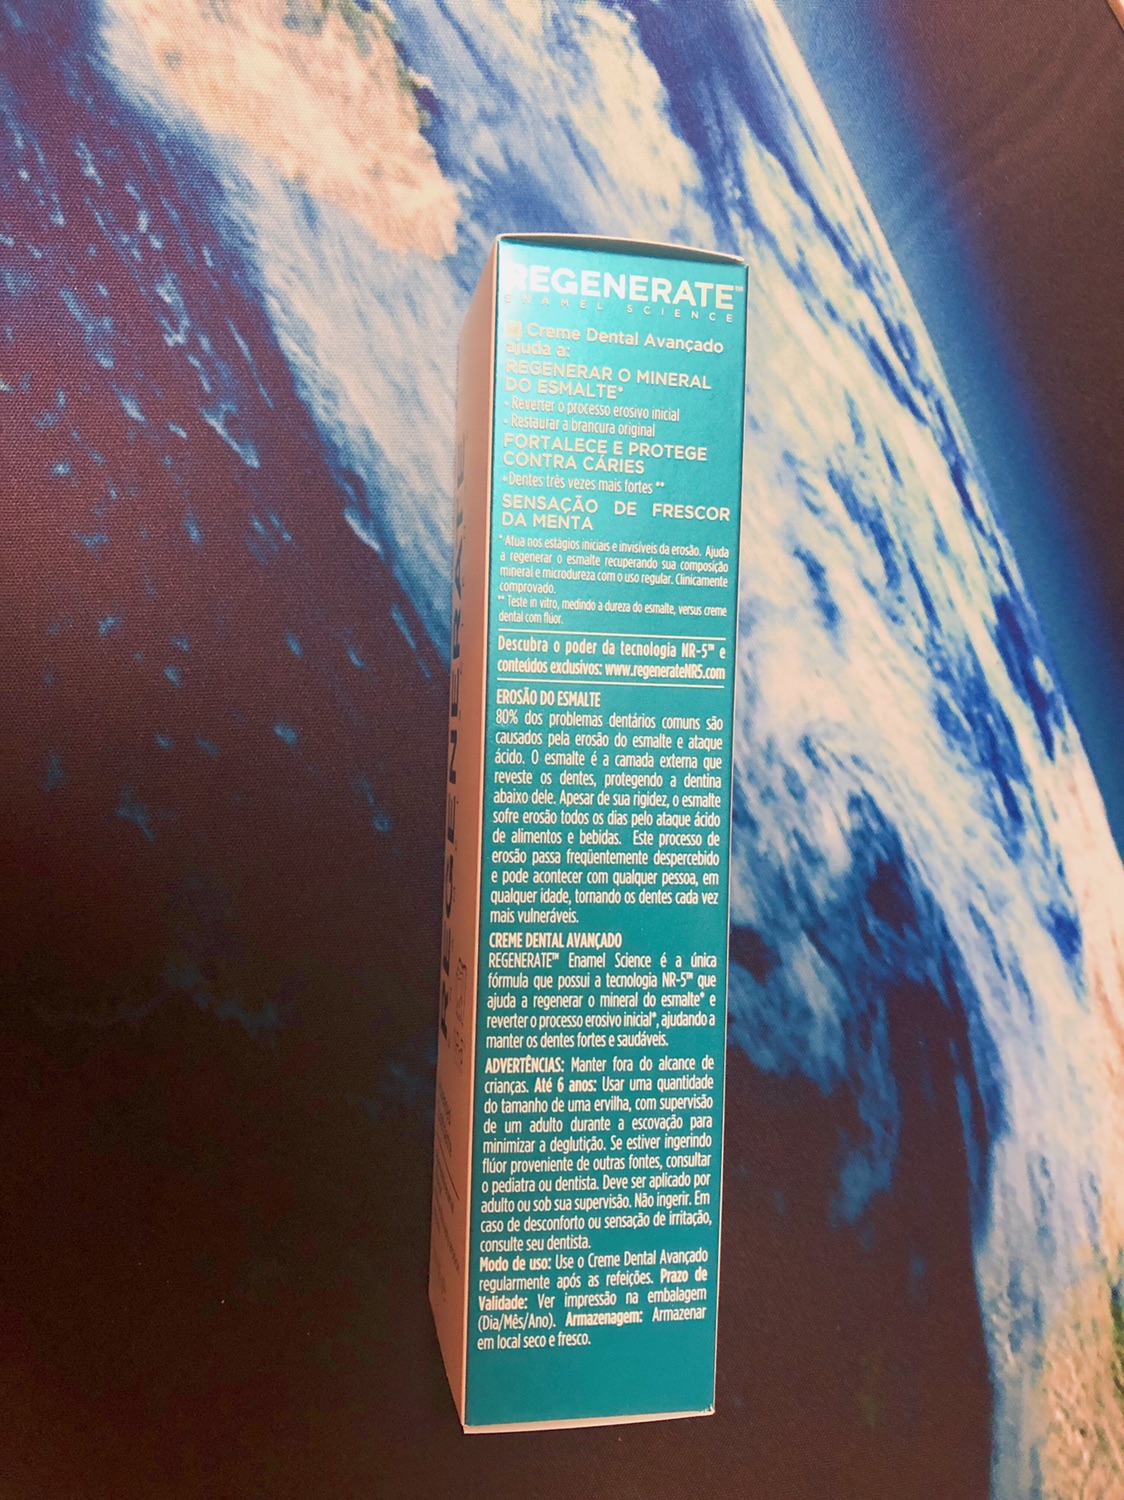 REGENERATE™
ENAMEL SCIENCE
Creme Dental Avançado
ajuda a:
REGENERAR O MINERAL
DO ESMALTE*
- Reverter o processo erosivo inicial
- Restaurar a brancura original
FORTALECE E PROTEGE
CONTRA CÁRIES
- Dentes três vezes mais fortes **
SENSAÇÃO DE FRESCOR
DA MENTA
* Atua nos estágios iniciais e invisíveis da erosão. Ajuda
a regenerar o esmalte recuperando sua composição
mineral e microdureza com o uso regular. Clinicamente
comprovado.
** Teste in vitro, medindo a dureza do esmalte, versus creme
dental com flúor.
Descubra o poder da tecnologia NR-5™ e
conteúdos exclusivos: www.regenerateNR5.com
EROSÃO DO ESMALTE
80% dos problemas dentários comuns são
causados pela erosão do esmalte e ataque
ácido. O esmalte é a camada externa que
reveste os dentes, protegendo a dentina
abaixo dele. Apesar de sua rigidez, o esmalte
sofre erosão todos os dias pelo ataque ácido
de alimentos e bebidas. Este processo de
erosão passa freqüentemente despercebido
e pode acontecer com qualquer pessoa, em
qualquer idade, tornando os dentes cada vez
mais vulneráveis.
CREME DENTAL AVANÇADO
REGENERATE™ Enamel Science é a única
fórmula que possui a tecnologia NR-5™ que
ajuda a regenerar o mineral do esmalte* e
reverter o processo erosivo inicial*, ajudando a
manter os dentes fortes e saudáveis.
ADVERTÊNCIAS: Manter fora do alcance de
crianças. Até 6 anos: Usar uma quantidade
do tamanho de uma ervilha, com supervisão
de um adulto durante a escovação para
minimizar a deglutição. Se estiver ingerindo
flúor proveniente de outras fontes, consultar
o pediatra ou dentista. Deve ser aplicado por
adulto ou sob sua supervisão. Não ingerir. Em
caso de desconforto ou sensação de irritação,
consulte seu dentista.
Modo de uso: Use o Creme Dental Avançado
regularmente após as refeições. Prazo de
Validade: Ver impressão na embalagem
(Dia/Mês/Ano). Armazenagem: Armazenar
em local seco e fresco.
REGENERATE